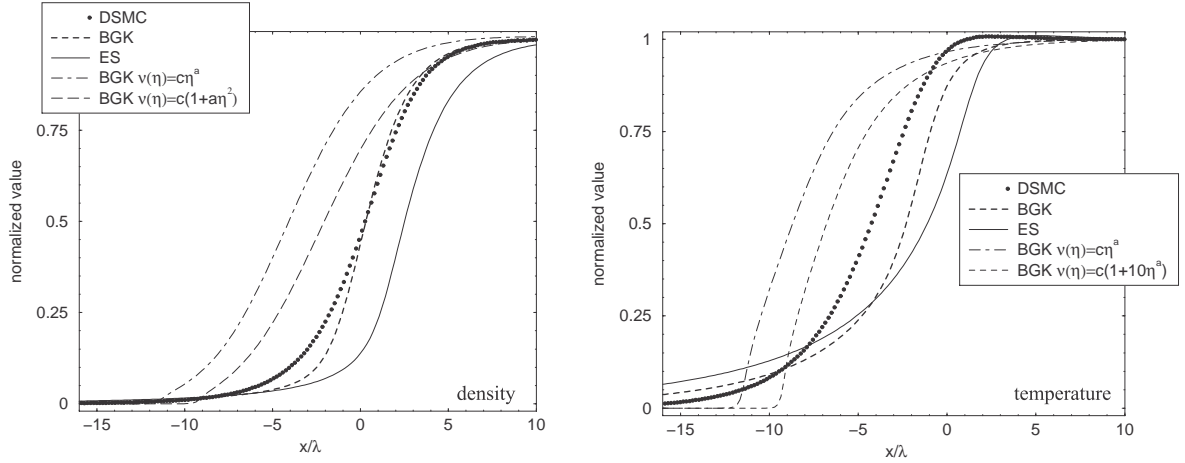 DSMC
BGK
ES
BGK ν(η)=cη^a
BGK ν(η)=c(1+aη²)
0.75
0.5
0.25
0
normalized value
density
−15 −10 −5 0 5 10
x/λ
1
0.75
0.5
0.25
0
normalized value
DSMC
BGK
ES
BGK ν(η)=cη^a
BGK ν(η)=c(1+10η^a)
temperature
−15 −10 −5 0 5 10
x/λ